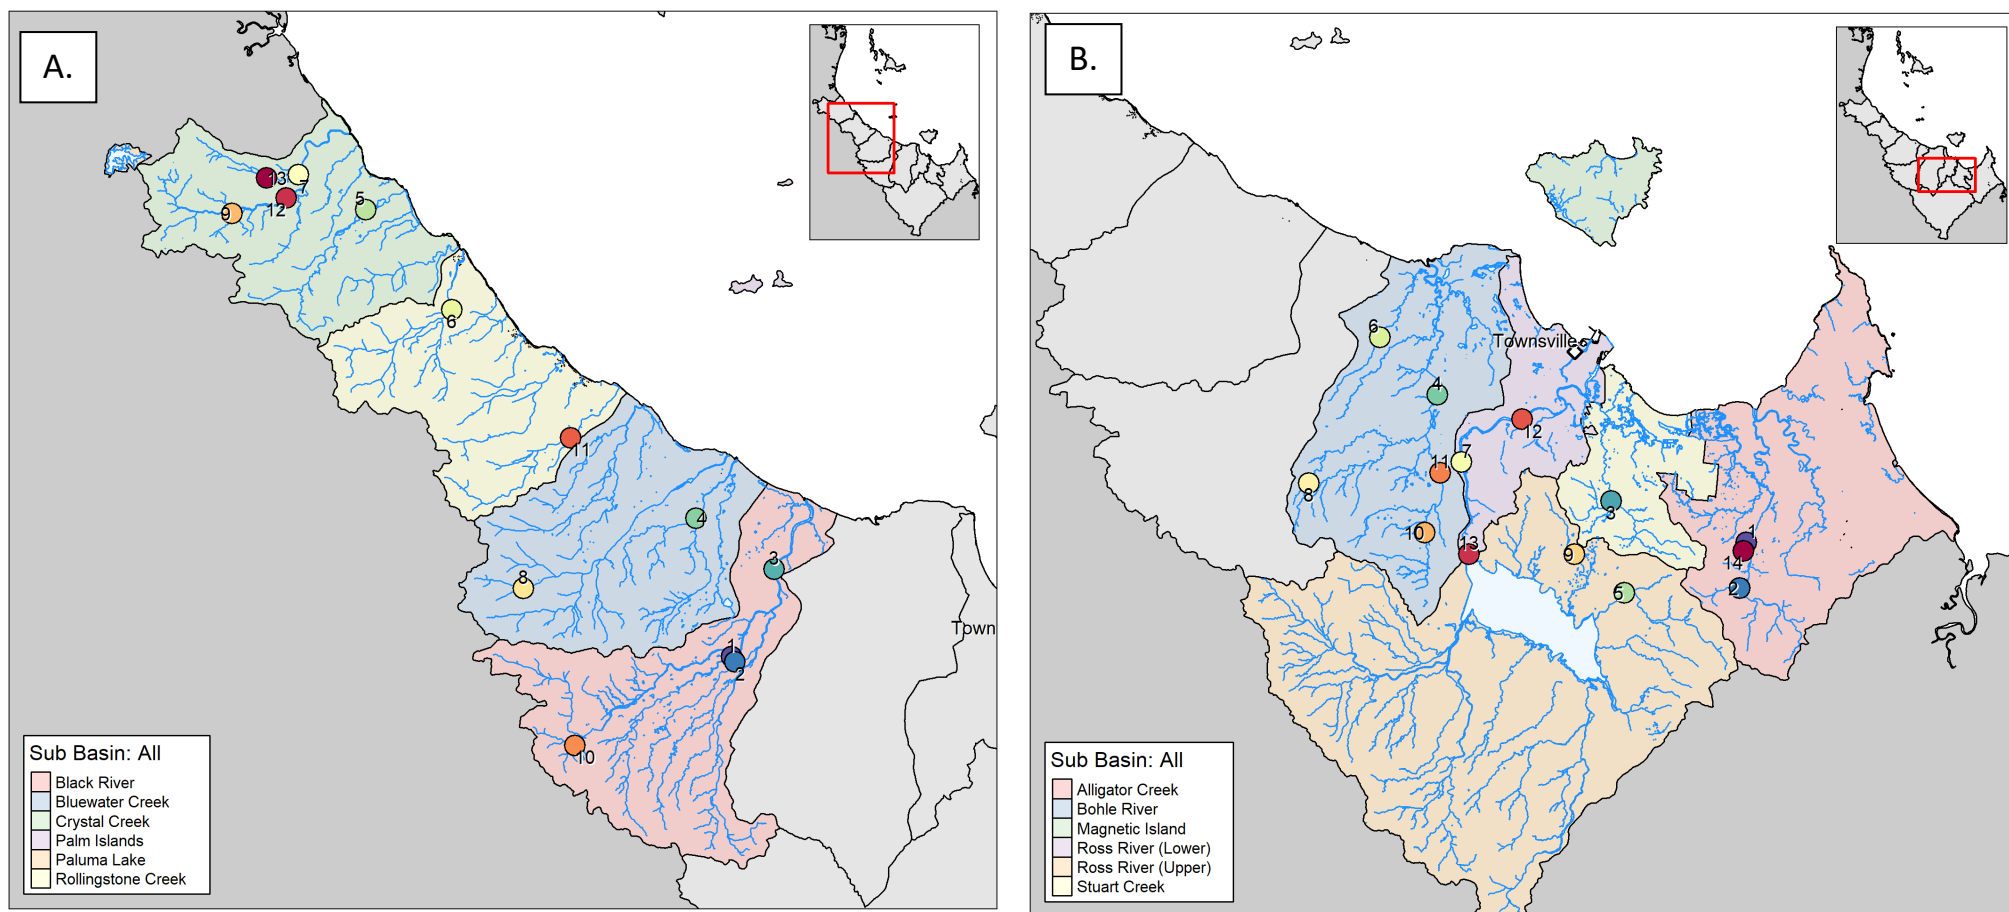 A.
13
7
12
9
5
6
11
4
3
8
1
2
10
Town
Sub Basin: All
Black River
Bluewater Creek
Crystal Creek
Palm Islands
Paluma Lake
Rollingstone Creek
B.
6
Townsville
4
12
7
11
8
3
10
13
9
1
14
5
2
Sub Basin: All
Alligator Creek
Bohle River
Magnetic Island
Ross River (Lower)
Ross River (Upper)
Stuart Creek